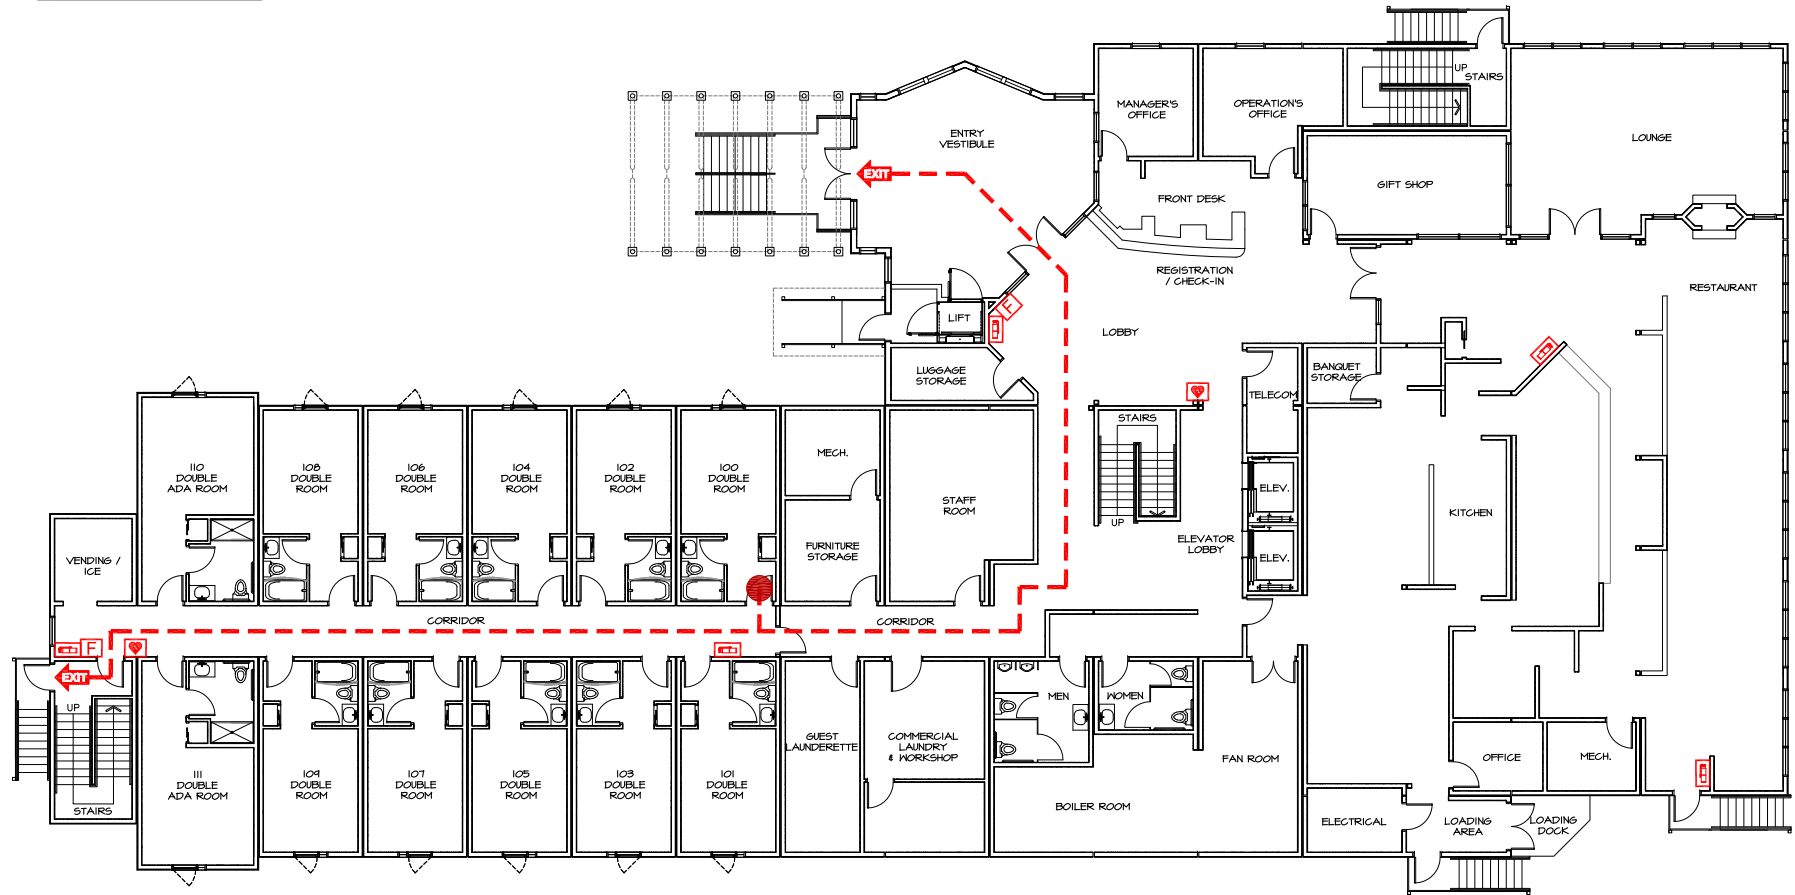 UP
STAIRS
MANAGER'S
OFFICE
OPERATION'S
OFFICE
ENTRY
VESTIBULE
LOUNGE
EXIT
GIFT SHOP
FRONT DESK
REGISTRATION
/ CHECK-IN
RESTAURANT
F
LIFT
LOBBY
LUGGAGE
STORAGE
BANQUET
STORAGE
TELECOM
STAIRS
110
DOUBLE
ADA ROOM
108
DOUBLE
ROOM
106
DOUBLE
ROOM
104
DOUBLE
ROOM
102
DOUBLE
ROOM
100
DOUBLE
ROOM
MECH.
STAFF
ROOM
ELEV.
UP
KITCHEN
ELEVATOR
LOBBY
ELEV.
VENDING /
ICE
FURNITURE
STORAGE
CORRIDOR
CORRIDOR
F
EXIT
UP
STAIRS
111
DOUBLE
ADA ROOM
109
DOUBLE
ROOM
107
DOUBLE
ROOM
105
DOUBLE
ROOM
103
DOUBLE
ROOM
101
DOUBLE
ROOM
GUEST
LAUNDERETTE
COMMERCIAL
LAUNDRY
& WORKSHOP
MEN
WOMEN
FAN ROOM
BOILER ROOM
OFFICE
MECH.
ELECTRICAL
LOADING
AREA
LOADING
DOCK